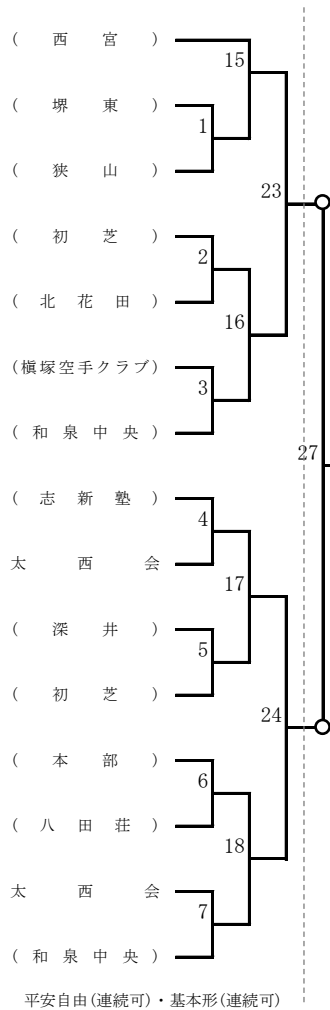 (西宮)
15
(堺東)
1
(狭山)
23
(初芝)
2
(北花田)
16
(槇塚空手クラブ)
3
(和泉中央)
27
(志新塾)
4
太西会
17
(深井)
5
(初芝)
24
(本部)
6
(八田荘)
18
太西会
7
(和泉中央)
平安自由(連続可)・基本形(連続可)